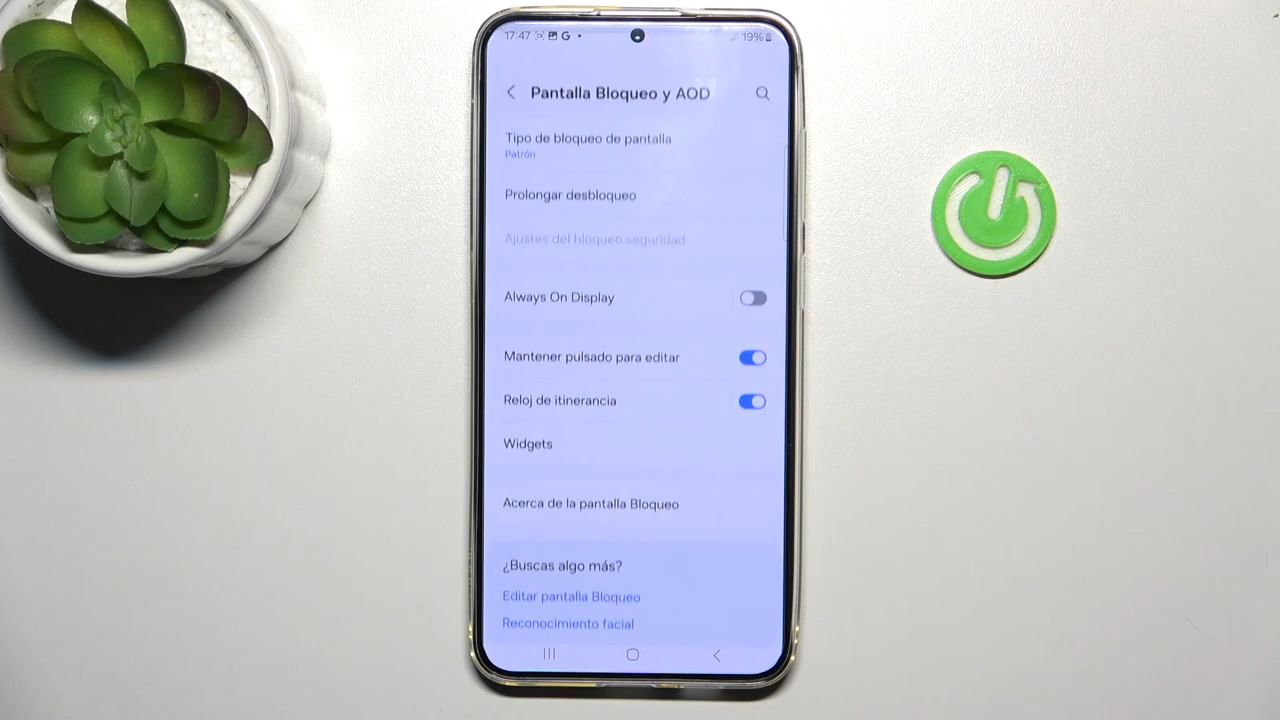 17:47 G 19%
Pantalla Bloqueo y AOD
Tipo de bloqueo de pantalla
Patrón
Prolongar desbloqueo
Ajustes del bloqueo seguridad
Always On Display
Mantener pulsado para editar
Reloj de itinerancia
Widgets
Acerca de la pantalla Bloqueo
¿Buscas algo más?
Editar pantalla Bloqueo
Reconocimiento facial